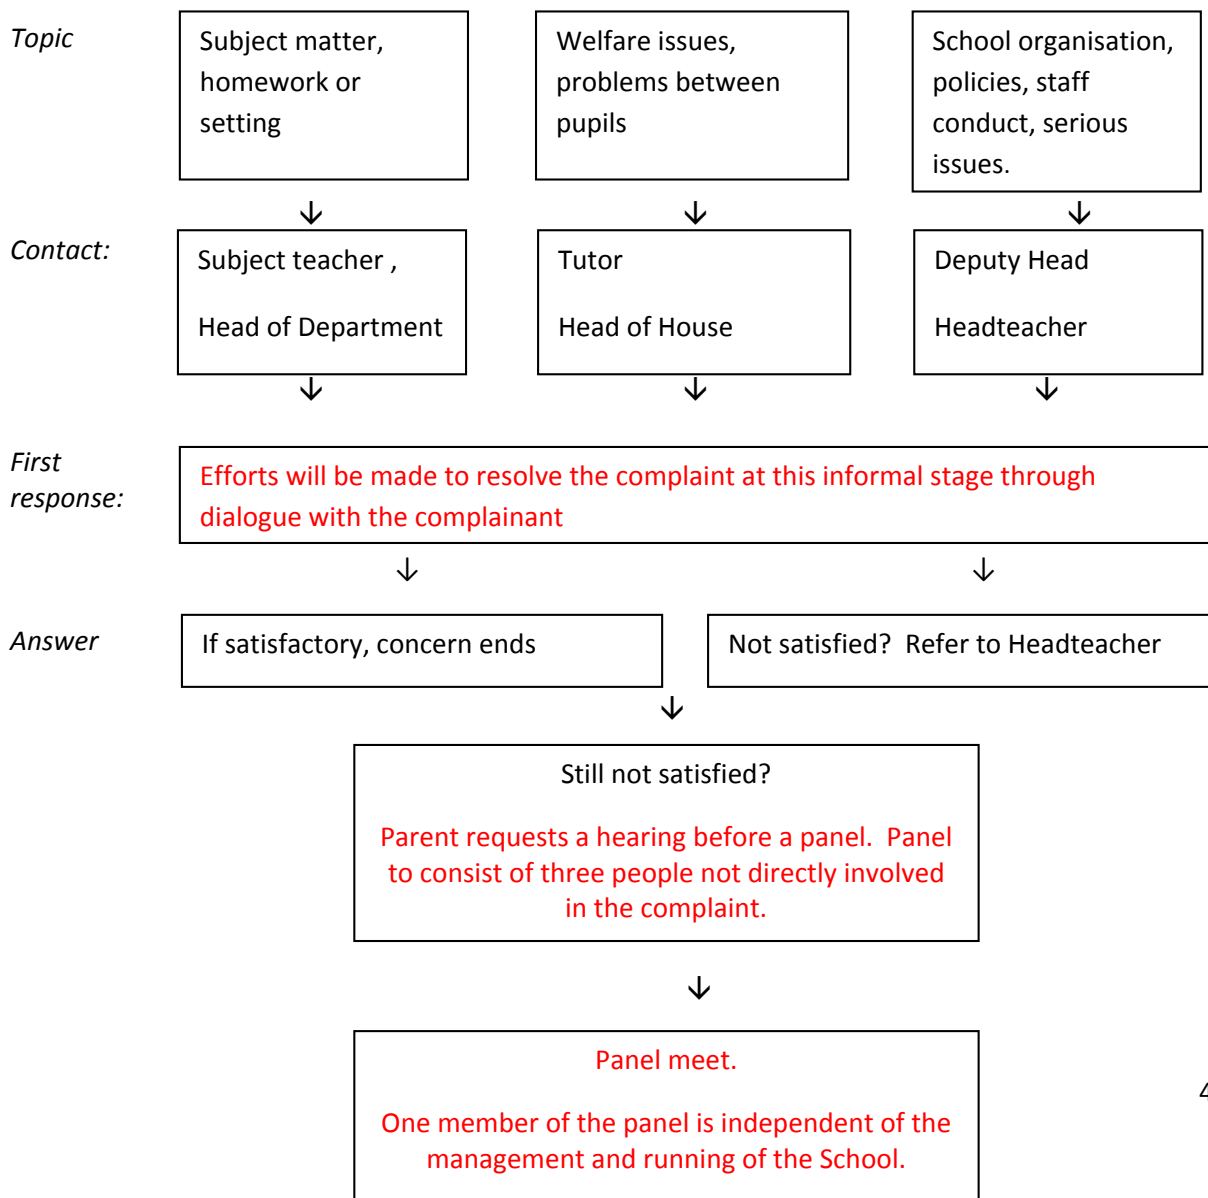 Topic
Subject matter,
homework or
setting
Welfare issues,
problems between
pupils
School organisation,
policies, staff
conduct, serious
issues.
Contact:
Subject teacher ,
Head of Department
Tutor
Head of House
Deputy Head
Headteacher
First
response:
Efforts will be made to resolve the complaint at this informal stage through
dialogue with the complainant
Answer
If satisfactory, concern ends
Not satisfied?  Refer to Headteacher
Still not satisfied?
Parent requests a hearing before a panel.  Panel
to consist of three people not directly involved
in the complaint.
Panel meet.
One member of the panel is independent of the
management and running of the School.
4